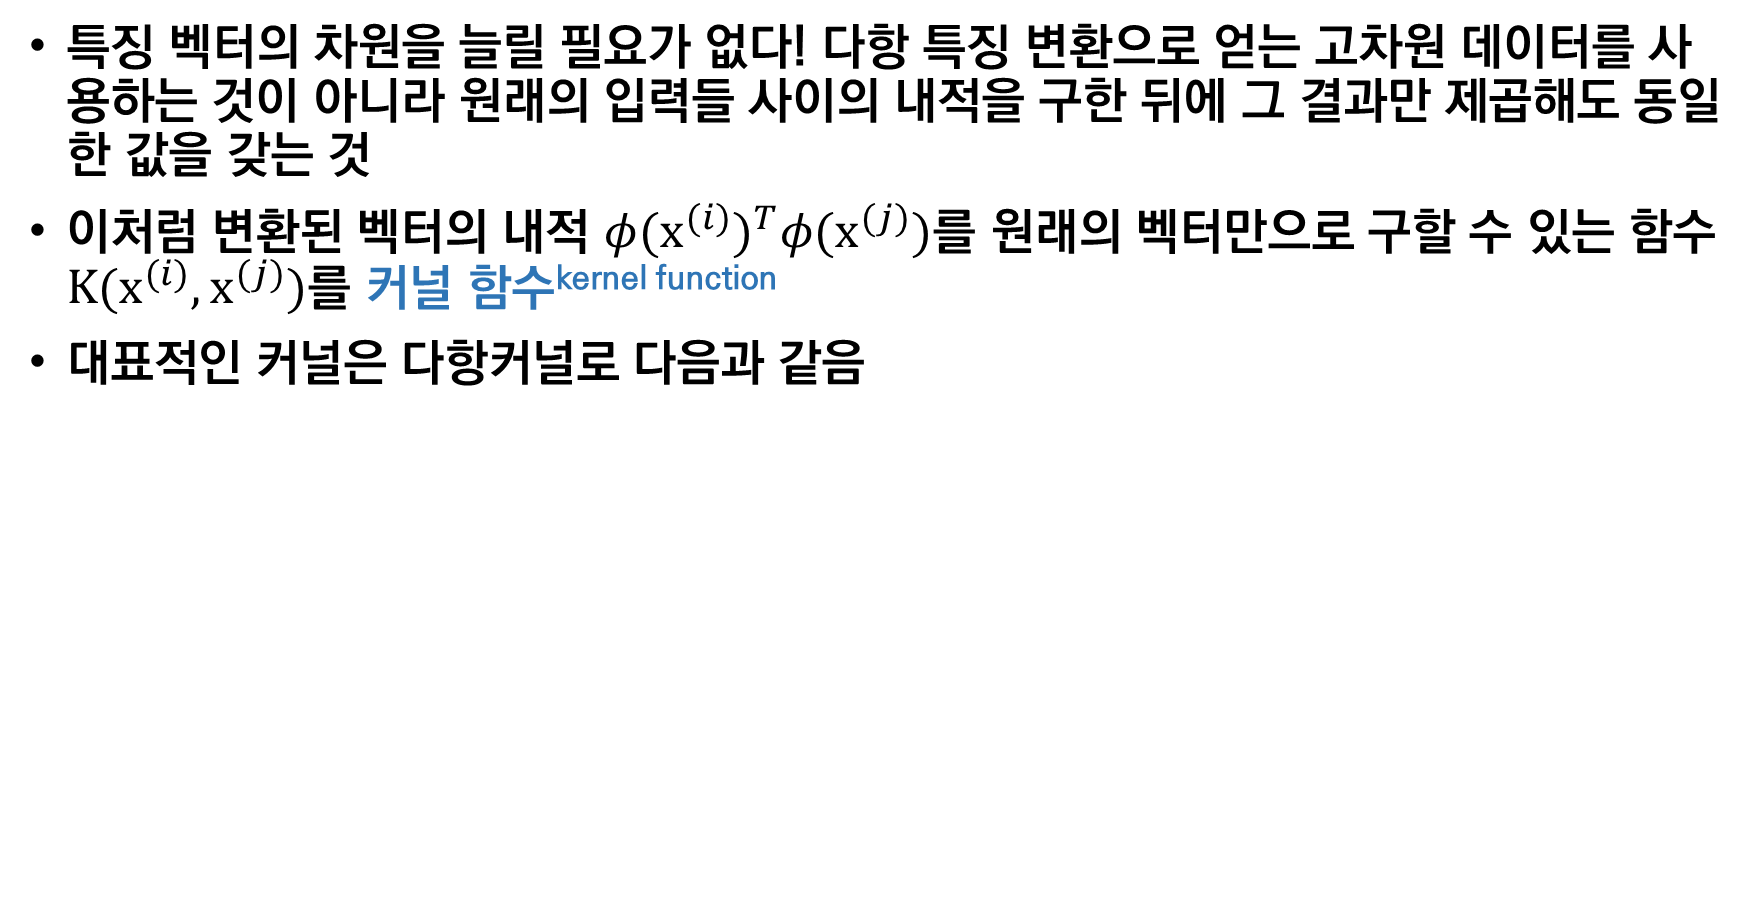 • 특징 벡터의 차원을 늘릴 필요가 없다! 다항 특징 변환으로 얻는 고차원 데이터를 사
용하는 것이 아니라 원래의 입력들 사이의 내적을 구한 뒤에 그 결과만 제곱해도 동일
한 값을 갖는 것
• 이처럼 변환된 벡터의 내적 𝜙(x⁽ⁱ⁾)ᵀ𝜙(x⁽ʲ⁾)를 원래의 벡터만으로 구할 수 있는 함수
K(x⁽ⁱ⁾, x⁽ʲ⁾)를 커널 함수kernel function
• 대표적인 커널은 다항커널로 다음과 같음